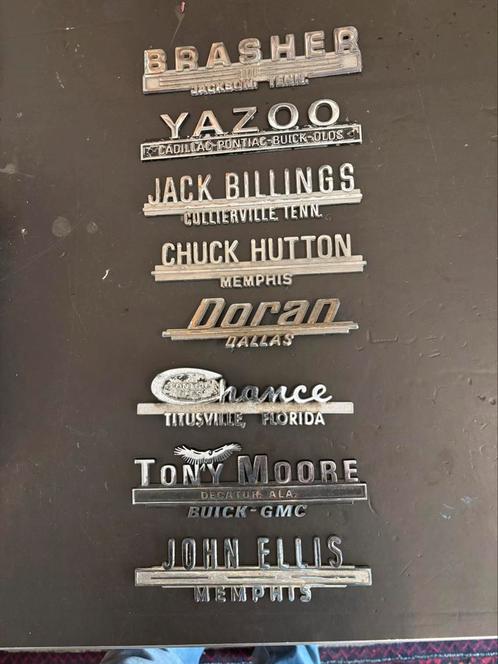 BRASHER
JACKSON, TENN.
YAZOO
CADILLAC-PONTIAC-BUICK-OLDS
JACK BILLINGS
COLLIERVILLE, TENN.
CHUCK HUTTON
MEMPHIS
Doran
DALLAS
Chance
TITUSVILLE, FLORIDA
TONY MOORE
DECATUR, ALA.
BUICK-GMC
JOHN ELLIS
MEMPHIS